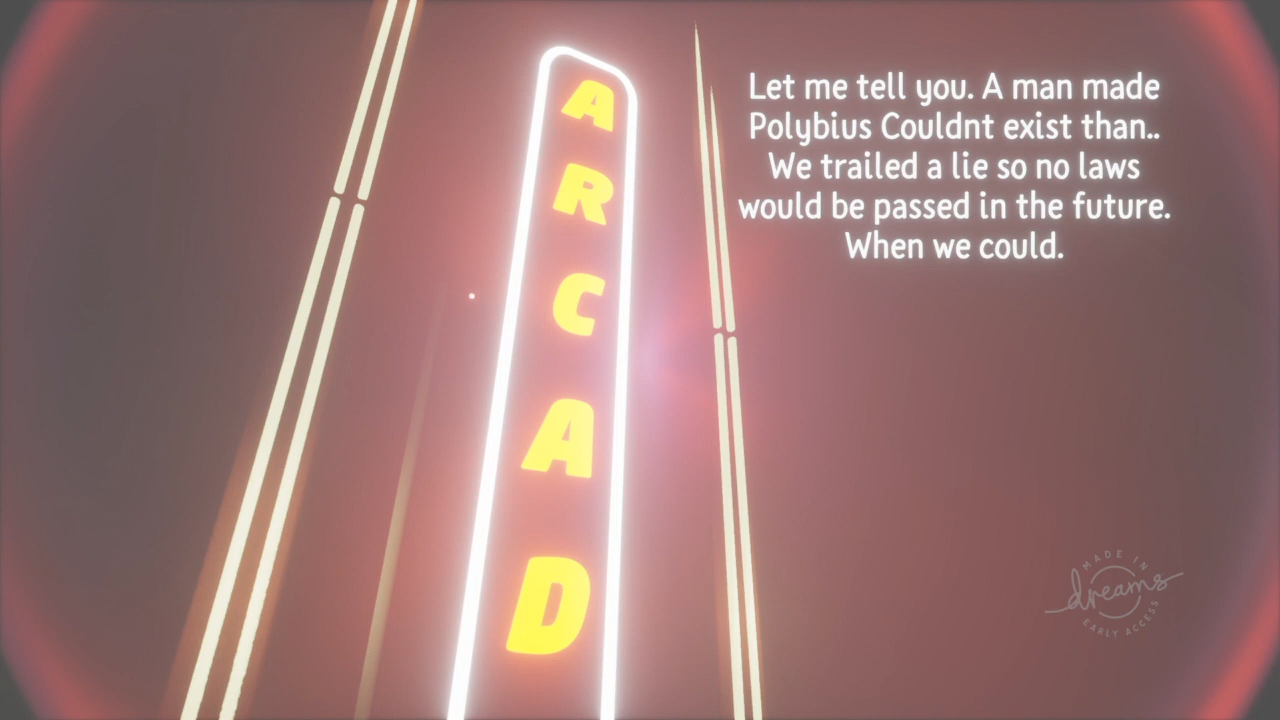 A
R
C
A
D
Let me tell you. A man made
Polybius Couldnt exist than..
We trailed a lie so no laws
would be passed in the future.
When we could.
MADE IN
dreams
EARLY ACCESS